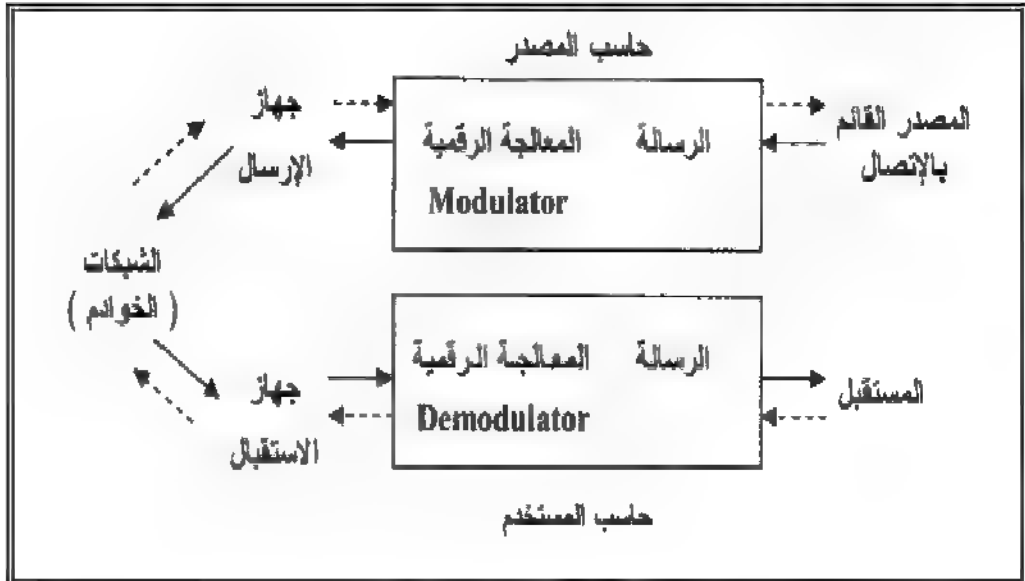 حاسب المصدر
المصدر القائم
بالإتصال
الرسالة المعالجة الرقمية
Modulator
جهاز
الإرسال
الشبكات
( الخوادم )
جهاز
الاستقبال
الرسالة المعالجة الرقمية
Demodulator
المستقبل
حاسب المستخدم